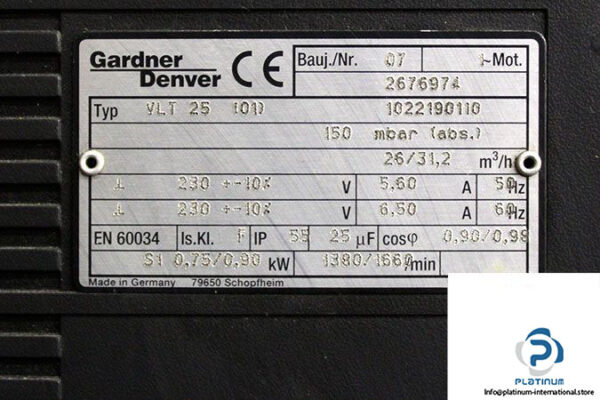 Gardner Denver CE Bauj./Nr. 07 1~Mot.
2676974
Typ VLT 25 (01) 1022190110
150 mbar (abs.)
26/31,2 m³/h
⊥ 230 +-10% V 5,60 A 50 Hz
⊥ 230 +-10% V 6,50 A 60 Hz
EN 60034 Is.Kl. F IP 55 25 µF cosφ 0,90/0,98
S1 0,75/0,90 kW 1380/1660 /min
Made in Germany 79650 Schopfheim
PLATINUM
Info@platinum-international.store